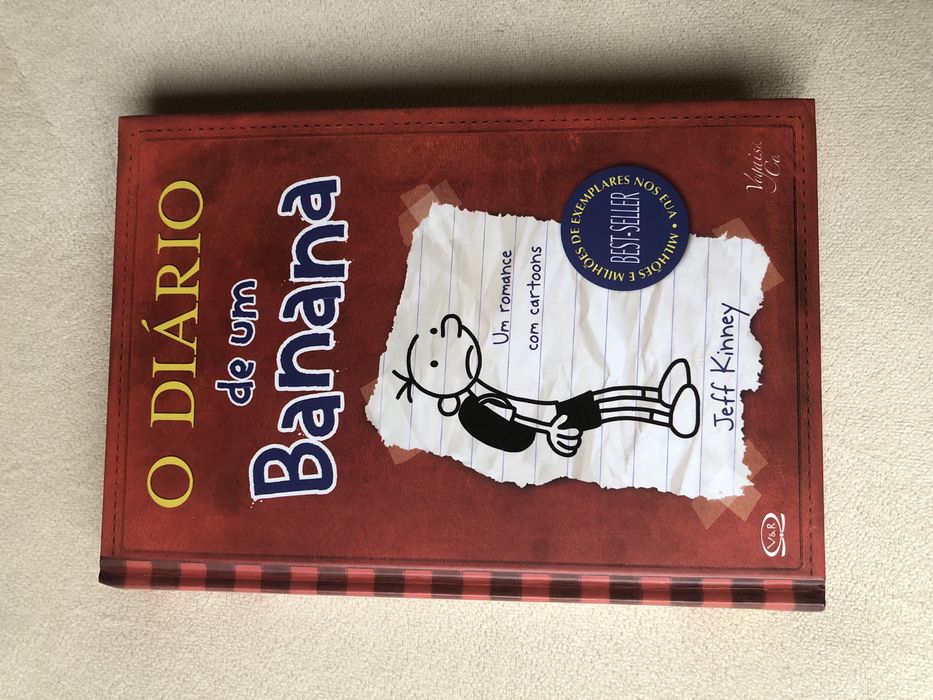 O DIÁRIO
de um
Banana
Um romance
com cartoons
MILHÕES E MILHÕES DE EXEMPLARES NOS EUA •
BEST-SELLER
Jeff Kinney
V&R
Vergara & Co.